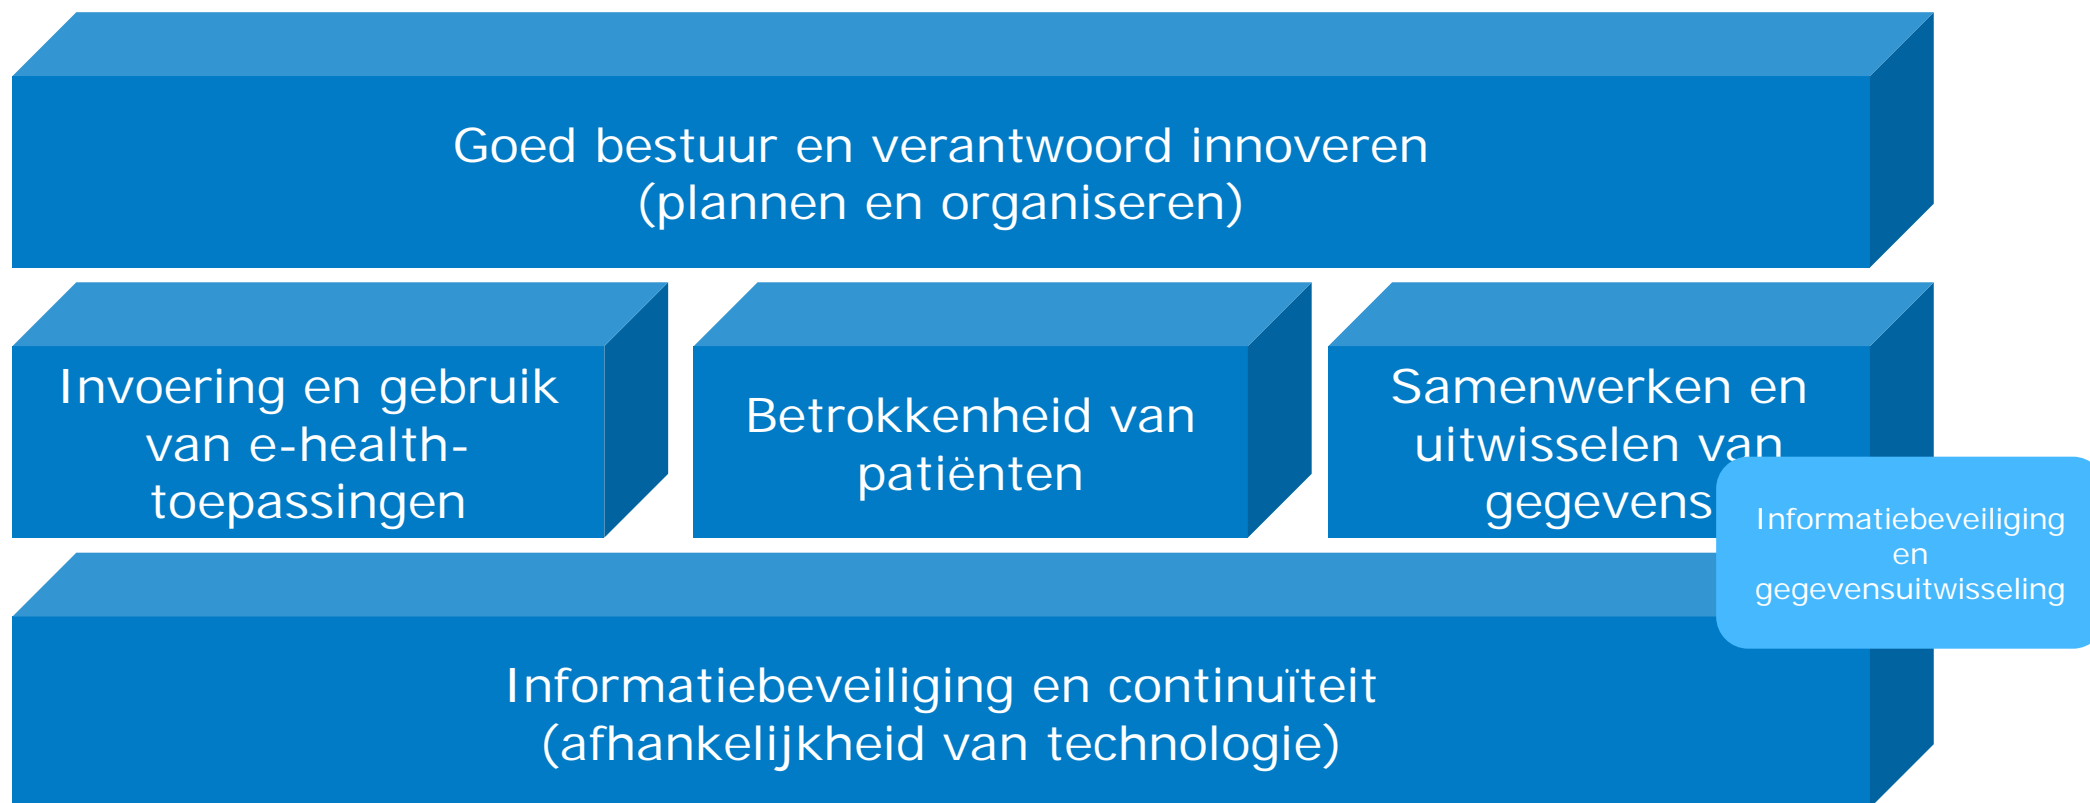 Goed bestuur en verantwoord innoveren
(plannen en organiseren)
Invoering en gebruik
van e-health-
toepassingen
Betrokkenheid van
patiënten
Samenwerken en
uitwisselen van
gegevens
Informatiebeveiliging
en
gegevensuitwisseling
Informatiebeveiliging en continuïteit
(afhankelijkheid van technologie)